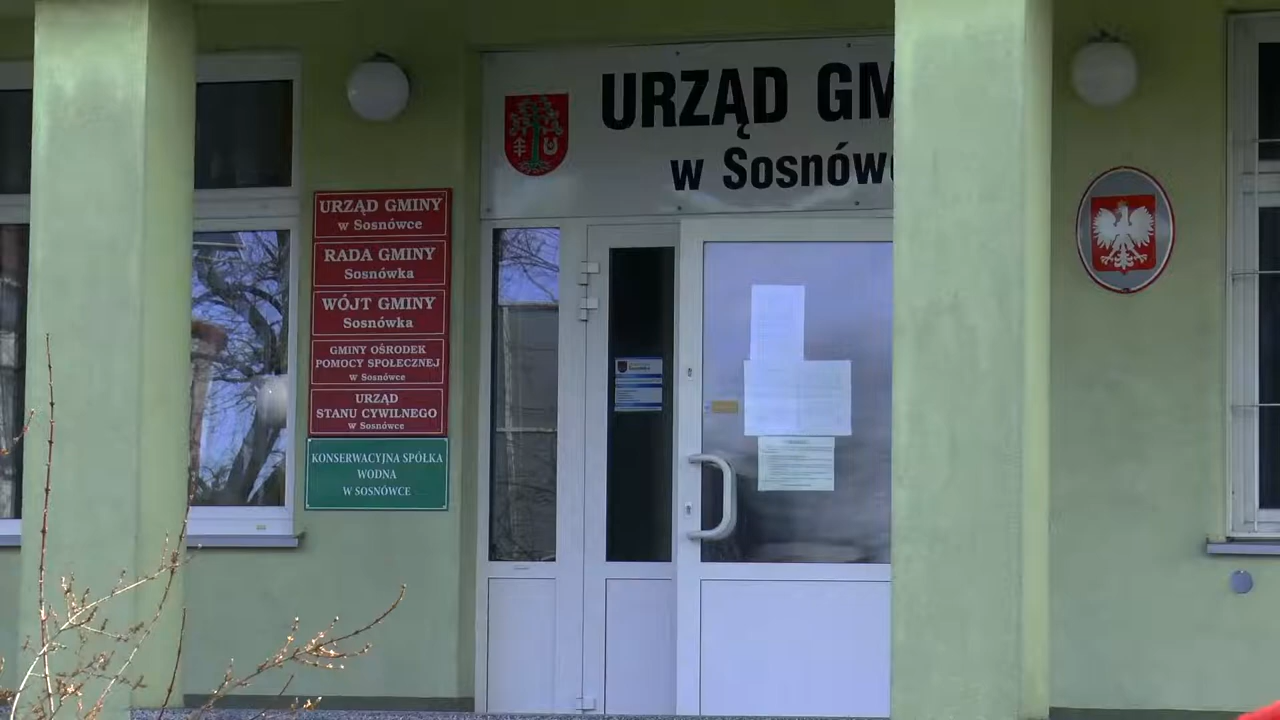 URZĄD GM
w Sosnów
URZĄD GMINY
w Sosnówce
RADA GMINY
Sosnówka
WÓJT GMINY
Sosnówka
GMINY OŚRODEK
POMOCY SPOŁECZNEJ
w Sosnówce
URZĄD
STANU CYWILNEGO
w Sosnówce
KONSERWACYJNA SPÓŁKA
WODNA
W SOSNÓWCE